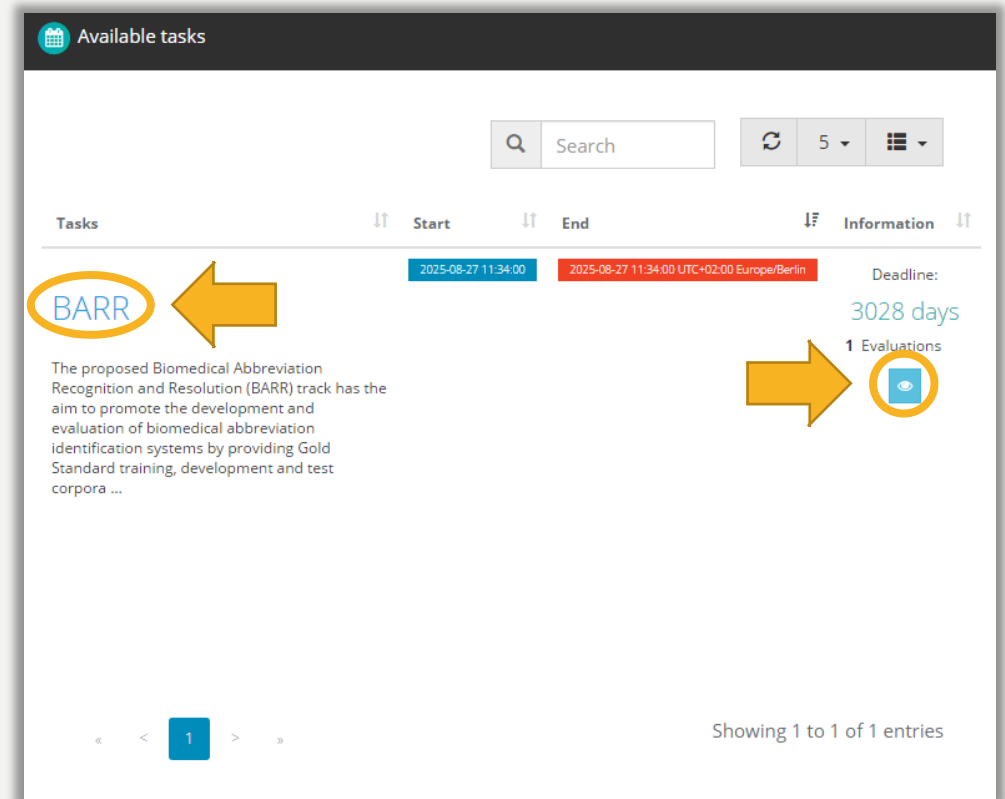 Available tasks
Search
5
Tasks
Start
End
Information
2025-08-27 11:34:00
2025-08-27 11:34:00 UTC+02:00 Europe/Berlin
Deadline:
BARR
3028 days
1 Evaluations
The proposed Biomedical Abbreviation
Recognition and Resolution (BARR) track has the
aim to promote the development and
evaluation of biomedical abbreviation
identification systems by providing Gold
Standard training, development and test
corpora ...
« < 1 > »
Showing 1 to 1 of 1 entries